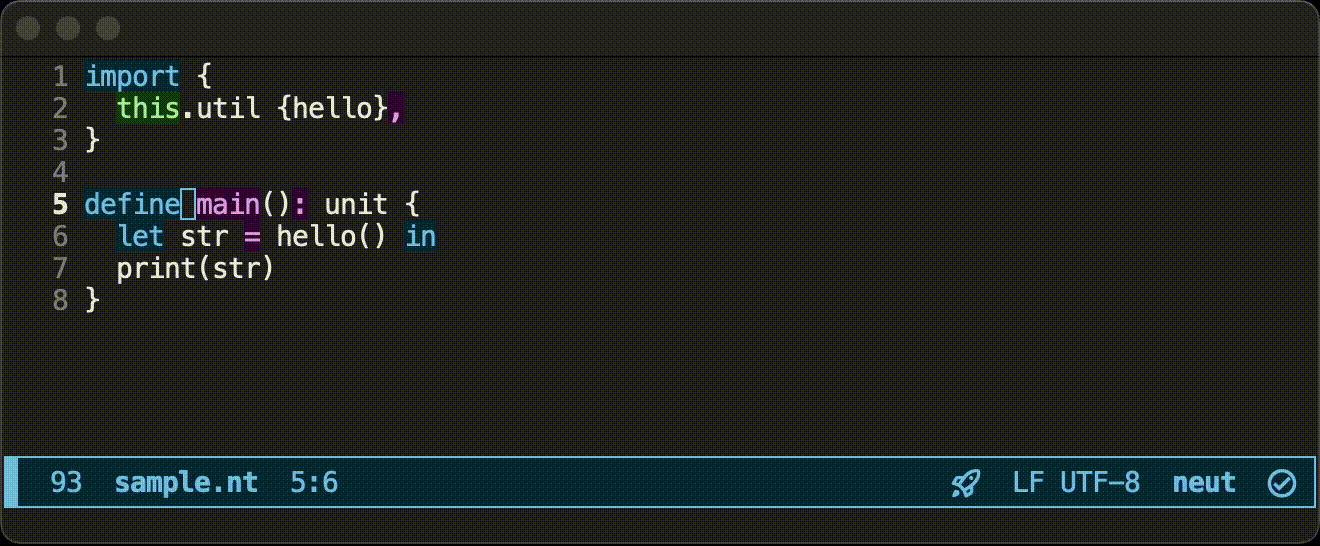 1 import {
2   this.util {hello},
3 }
4
5 define main(): unit {
6   let str = hello() in
7   print(str)
8 }
93 sample.nt 5:6 LF UTF-8 neut